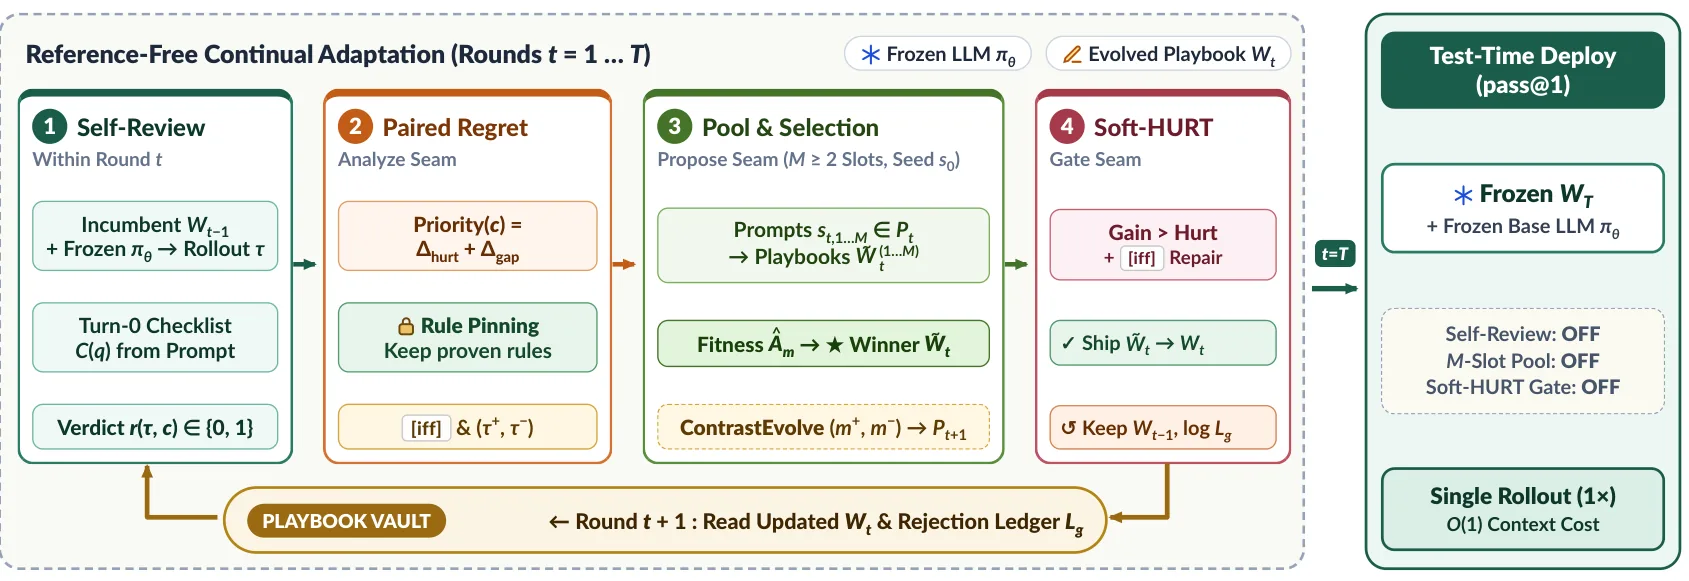 Reference-Free Continual Adaptation (Rounds t = 1 ... T)
Frozen LLM πθ
Evolved Playbook Wt
1 Self-Review
Within Round t
Incumbent Wt−1
+ Frozen πθ → Rollout τ
Turn-0 Checklist
C(q) from Prompt
Verdict r(τ, c) ∈ {0, 1}
2 Paired Regret
Analyze Seam
Priority(c) =
Δhurt + Δgap
🔒 Rule Pinning
Keep proven rules
[iff] & (τ⁺, τ⁻)
3 Pool & Selection
Propose Seam (M ≥ 2 Slots, Seed s0)
Prompts st,1...M ∈ Pt
→ Playbooks W̃t(1...M)
Fitness Âm → ★ Winner W̃t
ContrastEvolve (m⁺, m⁻) → Pt+1
4 Soft-HURT
Gate Seam
Gain > Hurt
+ [iff] Repair
✓ Ship W̃t → Wt
↺ Keep Wt−1, log Lg
PLAYBOOK VAULT
← Round t + 1 : Read Updated Wt & Rejection Ledger Lg
t=T
Test-Time Deploy
(pass@1)
Frozen WT
+ Frozen Base LLM πθ
Self-Review: OFF
M-Slot Pool: OFF
Soft-HURT Gate: OFF
Single Rollout (1×)
O(1) Context Cost